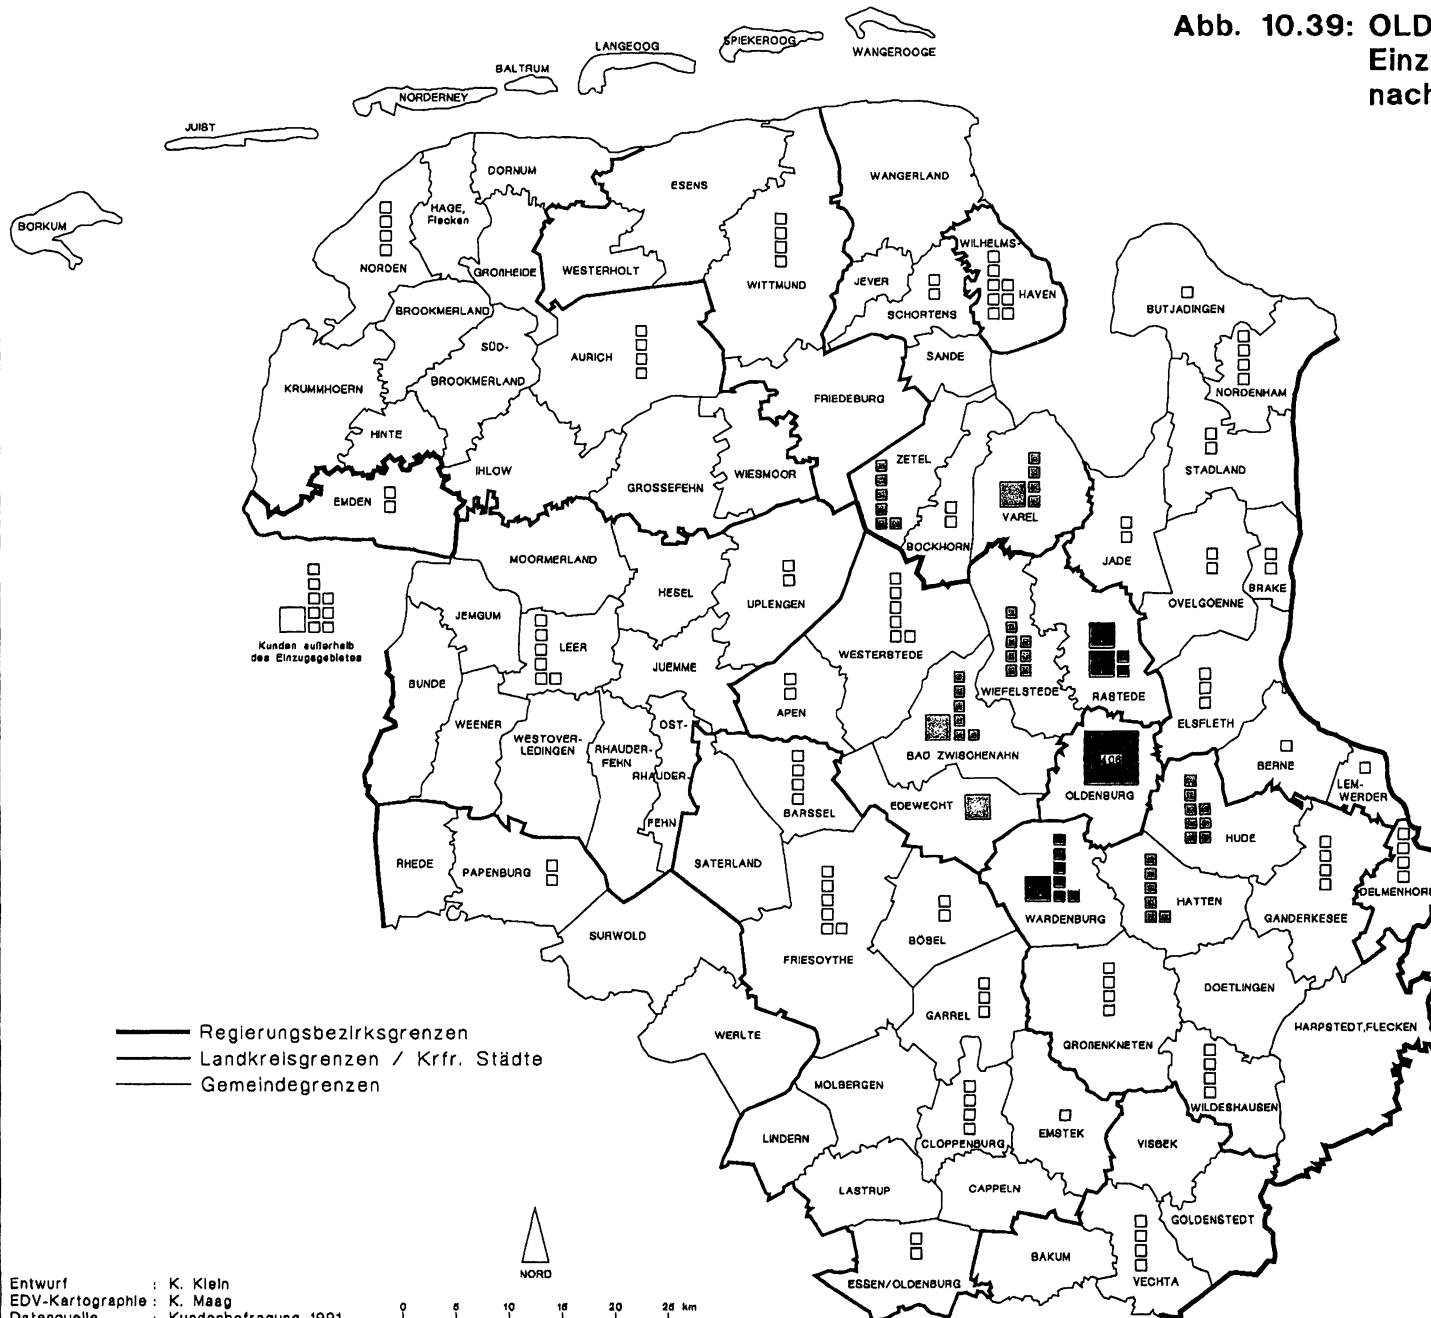 Abb. 10.39: OLD
Einz
nach
SPIEKEROOG
WANGEROOGE
LANGEOOG
BALTRUM
NORDERNEY
JUIST
BORKUM
DORNUM
HAGE,
Flecken
NORDEN
GROßHEIDE
ESENS
WESTERHOLT
WITTMUND
WANGERLAND
WILHELMS-
HAVEN
JEVER
SCHORTENS
SANDE
BUTJADINGEN
NORDENHAM
STADLAND
BROOKMERLAND
SÜD-
BROOKMERLAND
AURICH
KRUMMHOERN
HINTE
IHLOW
EMDEN
GROSSEFEHN
WIESMOOR
FRIEDEBURG
ZETEL
BOCKHORN
VAREL
JADE
OVELGOENNE
BRAKE
MOORMERLAND
HESEL
UPLENGEN
JEMGUM
LEER
JUEMME
BUNDE
WEENER
WESTOVER-
LEDINGEN
RHAUDER-
FEHN
OST-
RHAUDER-
FEHN
Kunden außerhalb
des Einzugsgebietes
WESTERSTEDE
APEN
WIEFELSTEDE
RASTEDE
ELSFLETH
BAD ZWISCHENAHN
EDEWECHT
406
OLDENBURG
BERNE
LEM-
WERDER
HUDE
BARSSEL
SATERLAND
RHEDE
PAPENBURG
SURWOLD
FRIESOYTHE
BÖSEL
WARDENBURG
HATTEN
GANDERKESEE
DELMENHORS
GARREL
GROßENKNETEN
DOETLINGEN
HARPSTEDT,FLECKEN
WERLTE
MOLBERGEN
LINDERN
CLOPPENBURG
EMSTEK
VISBEK
WILDESHAUSEN
LASTRUP
CAPPELN
GOLDENSTEDT
ESSEN/OLDENBURG
BAKUM
VECHTA
Regierungsbezirksgrenzen
Landkreisgrenzen / Krfr. Städte
Gemeindegrenzen
NORD
Entwurf : K. Klein
EDV-Kartographie : K. Maag
Datenquelle : Kundenbefragung 1991
0 5 10 15 20 25 km